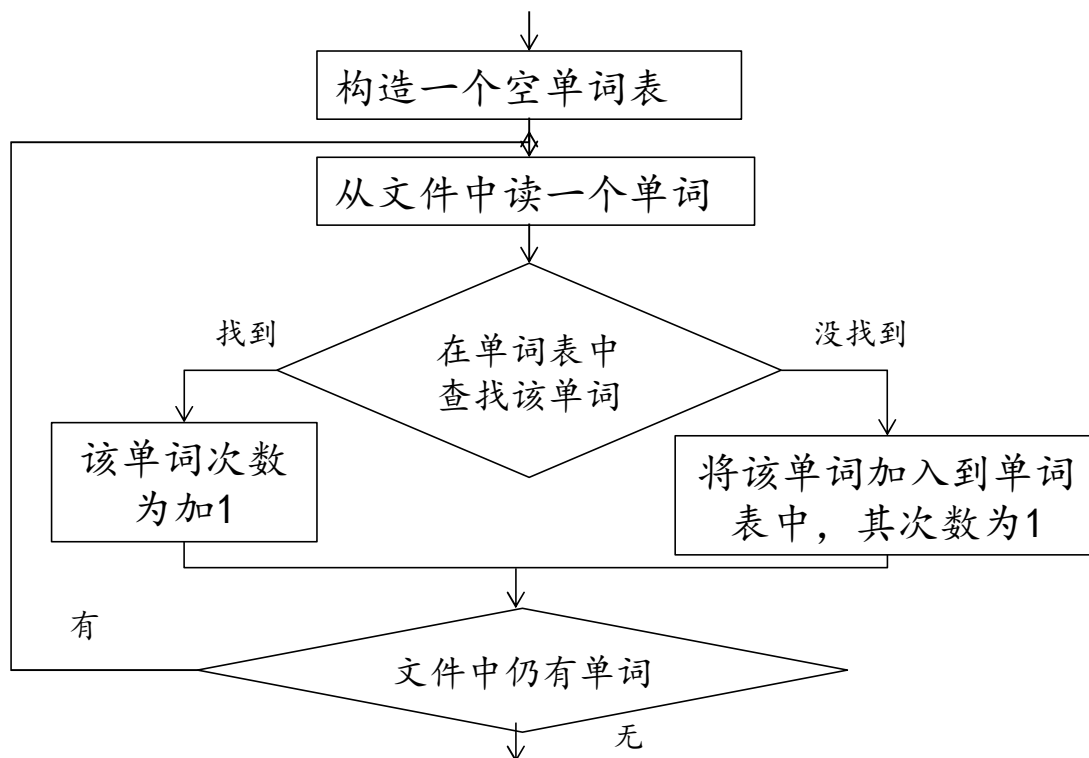 构造一个空单词表
从文件中读一个单词
找到
没找到
在单词表中
查找该单词
该单词次数
为加1
将该单词加入到单词
表中，其次数为1
有
文件中仍有单词
无